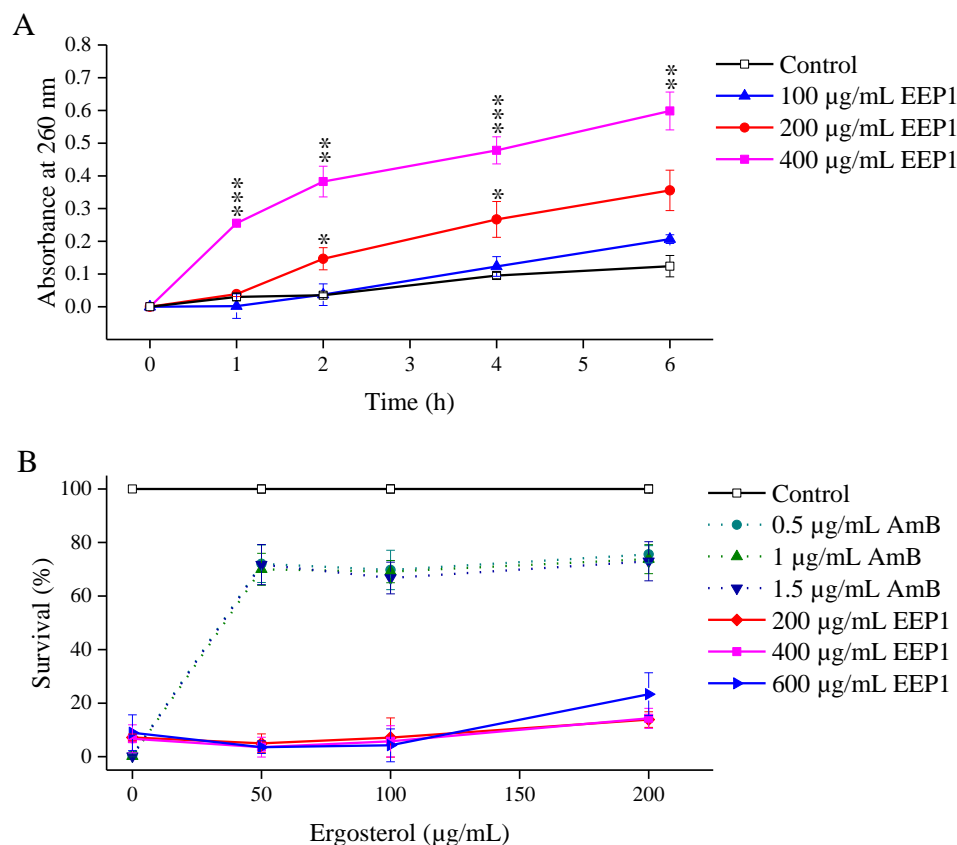 A
0.8
0.7
0.6
0.5
0.4
0.3
0.2
0.1
0.0
Absorbance at 260 nm
***
**
*
***
*
**
0 1 2 3 4 5 6
Time (h)
Control
100 µg/mL EEP1
200 µg/mL EEP1
400 µg/mL EEP1
B
100
80
60
40
20
0
Survival (%)
0 50 100 150 200
Ergosterol (µg/mL)
Control
0.5 µg/mL AmB
1 µg/mL AmB
1.5 µg/mL AmB
200 µg/mL EEP1
400 µg/mL EEP1
600 µg/mL EEP1